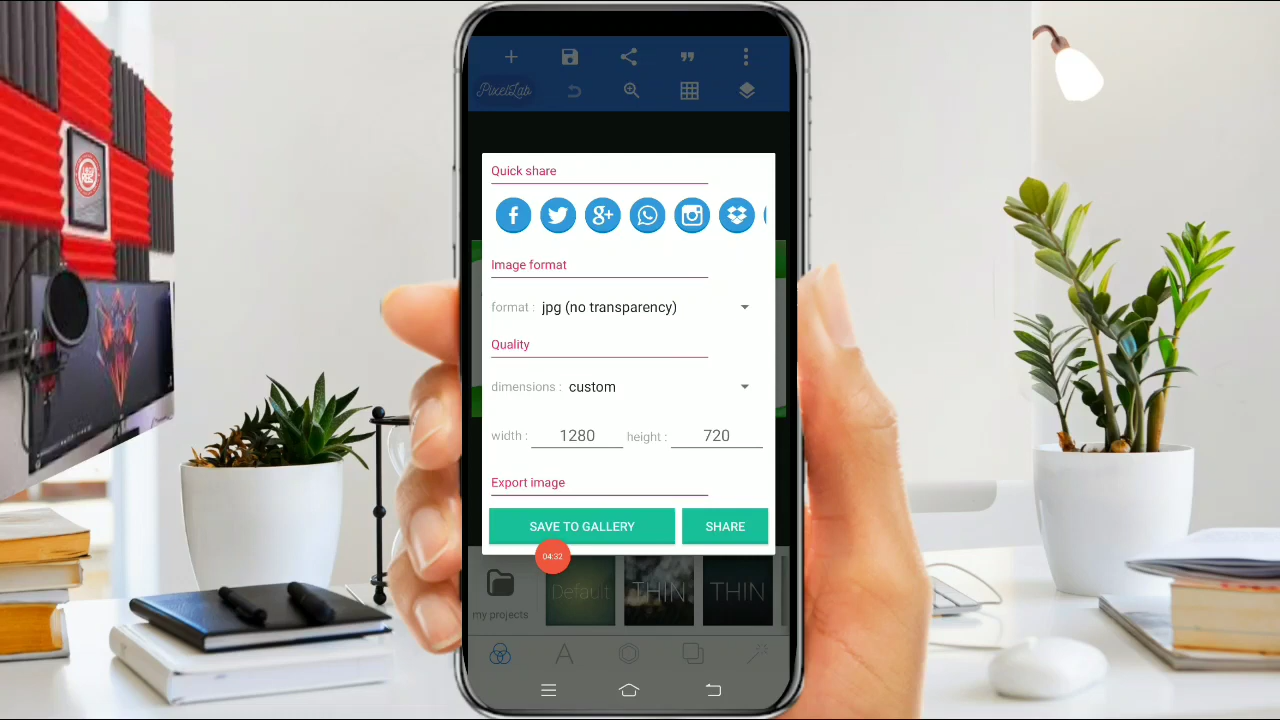 PixelLab
Quick share
Image format
format : jpg (no transparency)
Quality
dimensions : custom
width : 1280 height : 720
Export image
SAVE TO GALLERY SHARE
04:32
my projects Default THIN THIN